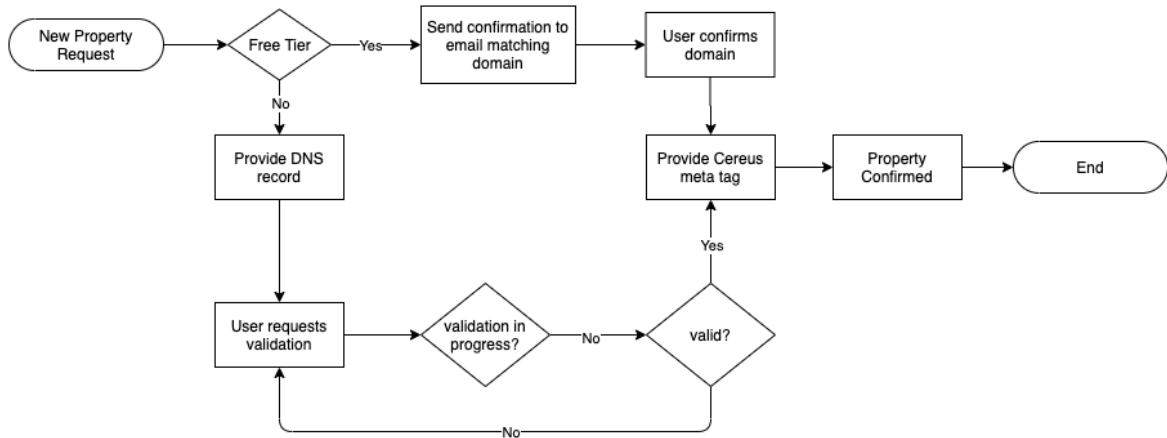 New Property
Request
Free Tier
Yes
Send confirmation to
email matching
domain
User confirms
domain
No
Provide DNS
record
Provide Cereus
meta tag
Property
Confirmed
End
Yes
User requests
validation
validation in
progress?
No
valid?
No